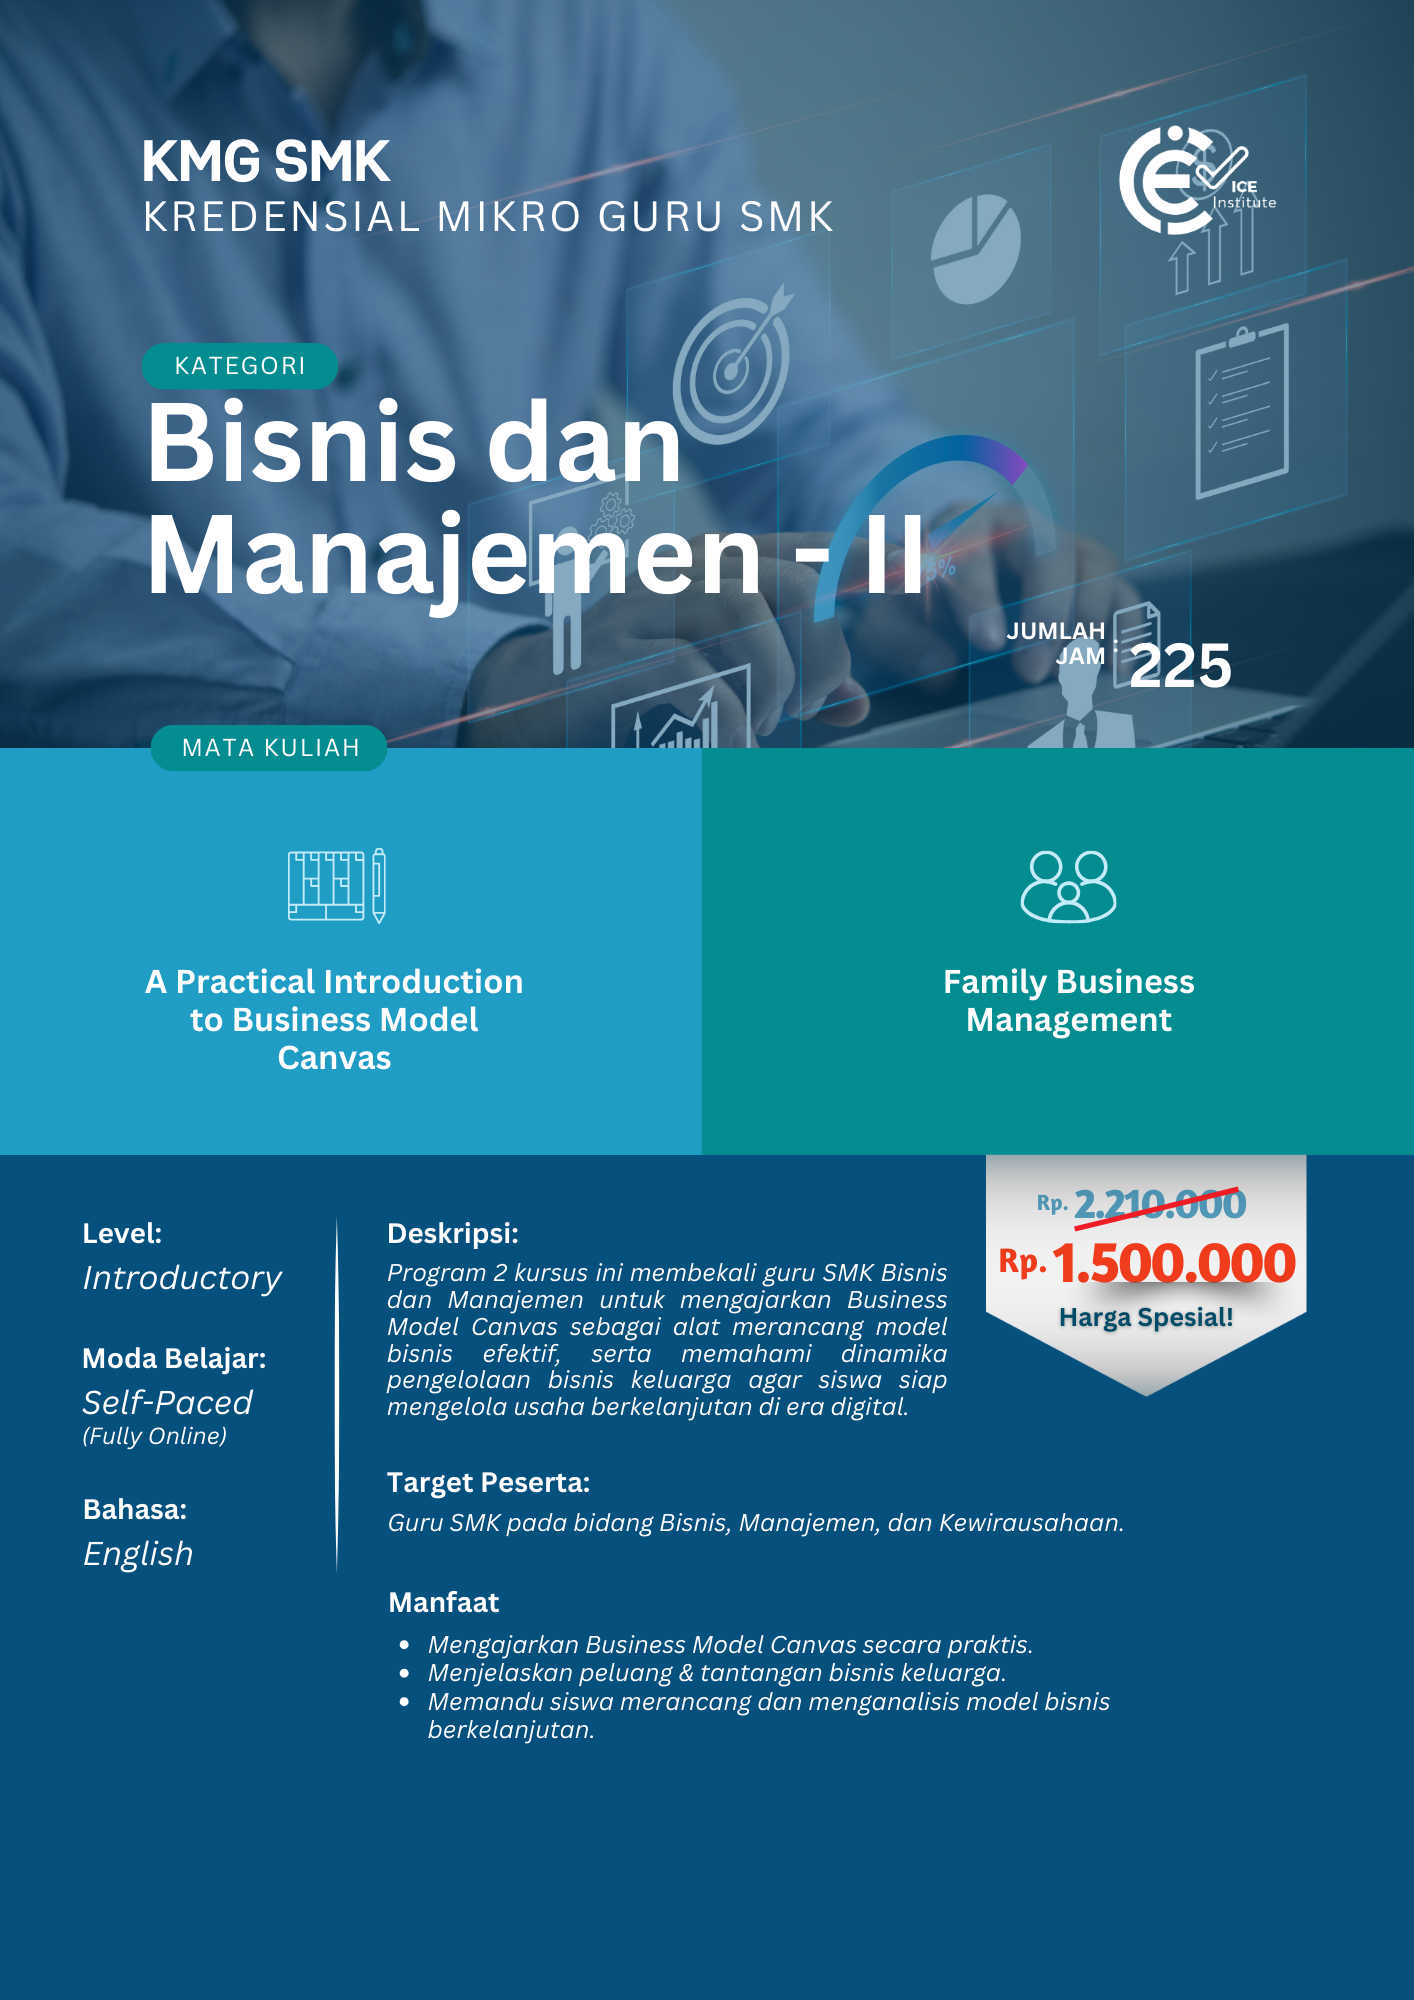 KMG SMK
KREDENSIAL MIKRO GURU SMK
ICE
Institute
KATEGORI
Bisnis dan
Manajemen - II
5%
JUMLAH
JAM : 225
MATA KULIAH
A Practical Introduction
to Business Model
Canvas
Family Business
Management
Rp. 2.210.000
Rp. 1.500.000
Harga Spesial!
Level:
Introductory
Moda Belajar:
Self-Paced
(Fully Online)
Bahasa:
English
Deskripsi:
Program 2 kursus ini membekali guru SMK Bisnis
dan Manajemen untuk mengajarkan Business
Model Canvas sebagai alat merancang model
bisnis efektif, serta memahami dinamika
pengelolaan bisnis keluarga agar siswa siap
mengelola usaha berkelanjutan di era digital.
Target Peserta:
Guru SMK pada bidang Bisnis, Manajemen, dan Kewirausahaan.
Manfaat
• Mengajarkan Business Model Canvas secara praktis.
• Menjelaskan peluang & tantangan bisnis keluarga.
• Memandu siswa merancang dan menganalisis model bisnis
berkelanjutan.